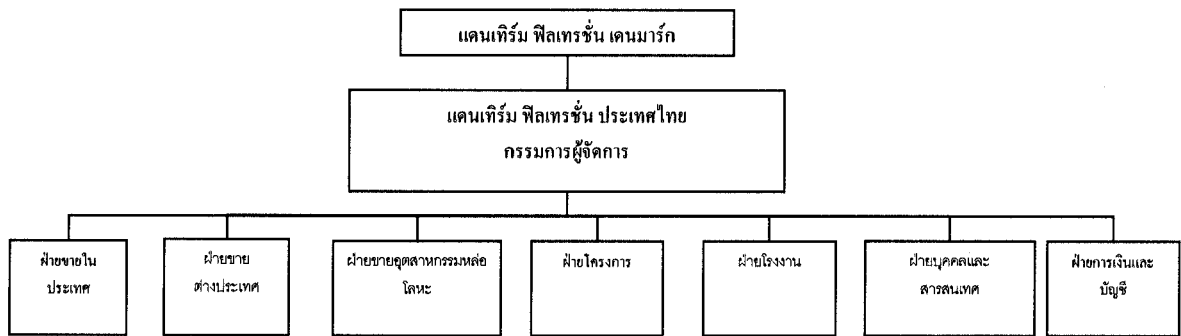 แดนเทิร์ม ฟิลเทรชั่น เดนมาร์ก
แดนเทิร์ม ฟิลเทรชั่น ประเทศไทย
กรรมการผู้จัดการ
ฝ่ายขายใน
ประเทศ
ฝ่ายขาย
ต่างประเทศ
ฝ่ายขายอุตสาหกรรมหล่อ
โลหะ
ฝ่ายโครงการ
ฝ่ายโรงงาน
ฝ่ายบุคคลและ
สารสนเทศ
ฝ่ายการเงินและ
บัญชี